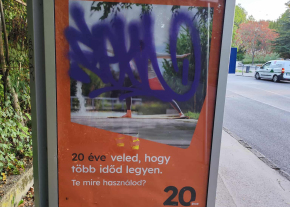 20 éve veled, hogy
több időd legyen.
Te mire használod?
20